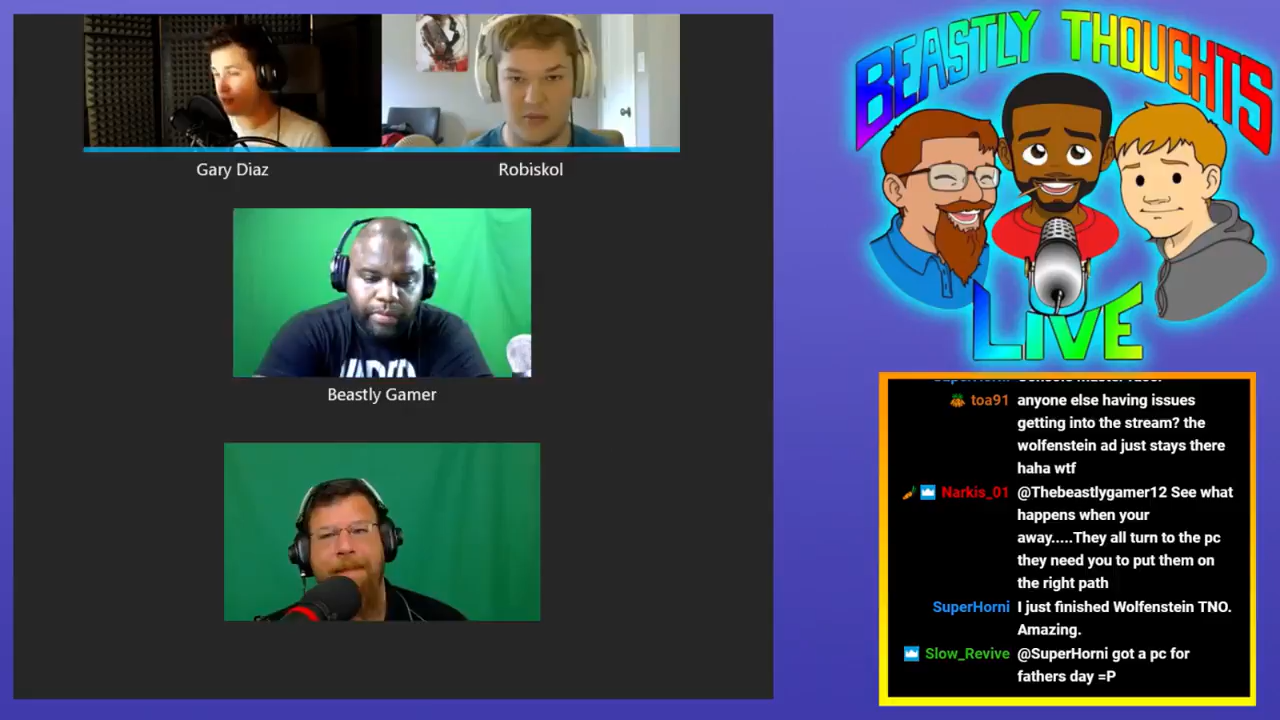 BEASTLY THOUGHTS
LIVE
Gary Diaz
Robiskol
Beastly Gamer
toa91 anyone else having issues
getting into the stream? the
wolfenstein ad just stays there
haha wtf
Narkis_01 @Thebeastlygamer12 See what
happens when your
away.....They all turn to the pc
they need you to put them on
the right path
SuperHorni I just finished Wolfenstein TNO.
Amazing.
Slow_Revive @SuperHorni got a pc for
fathers day =P